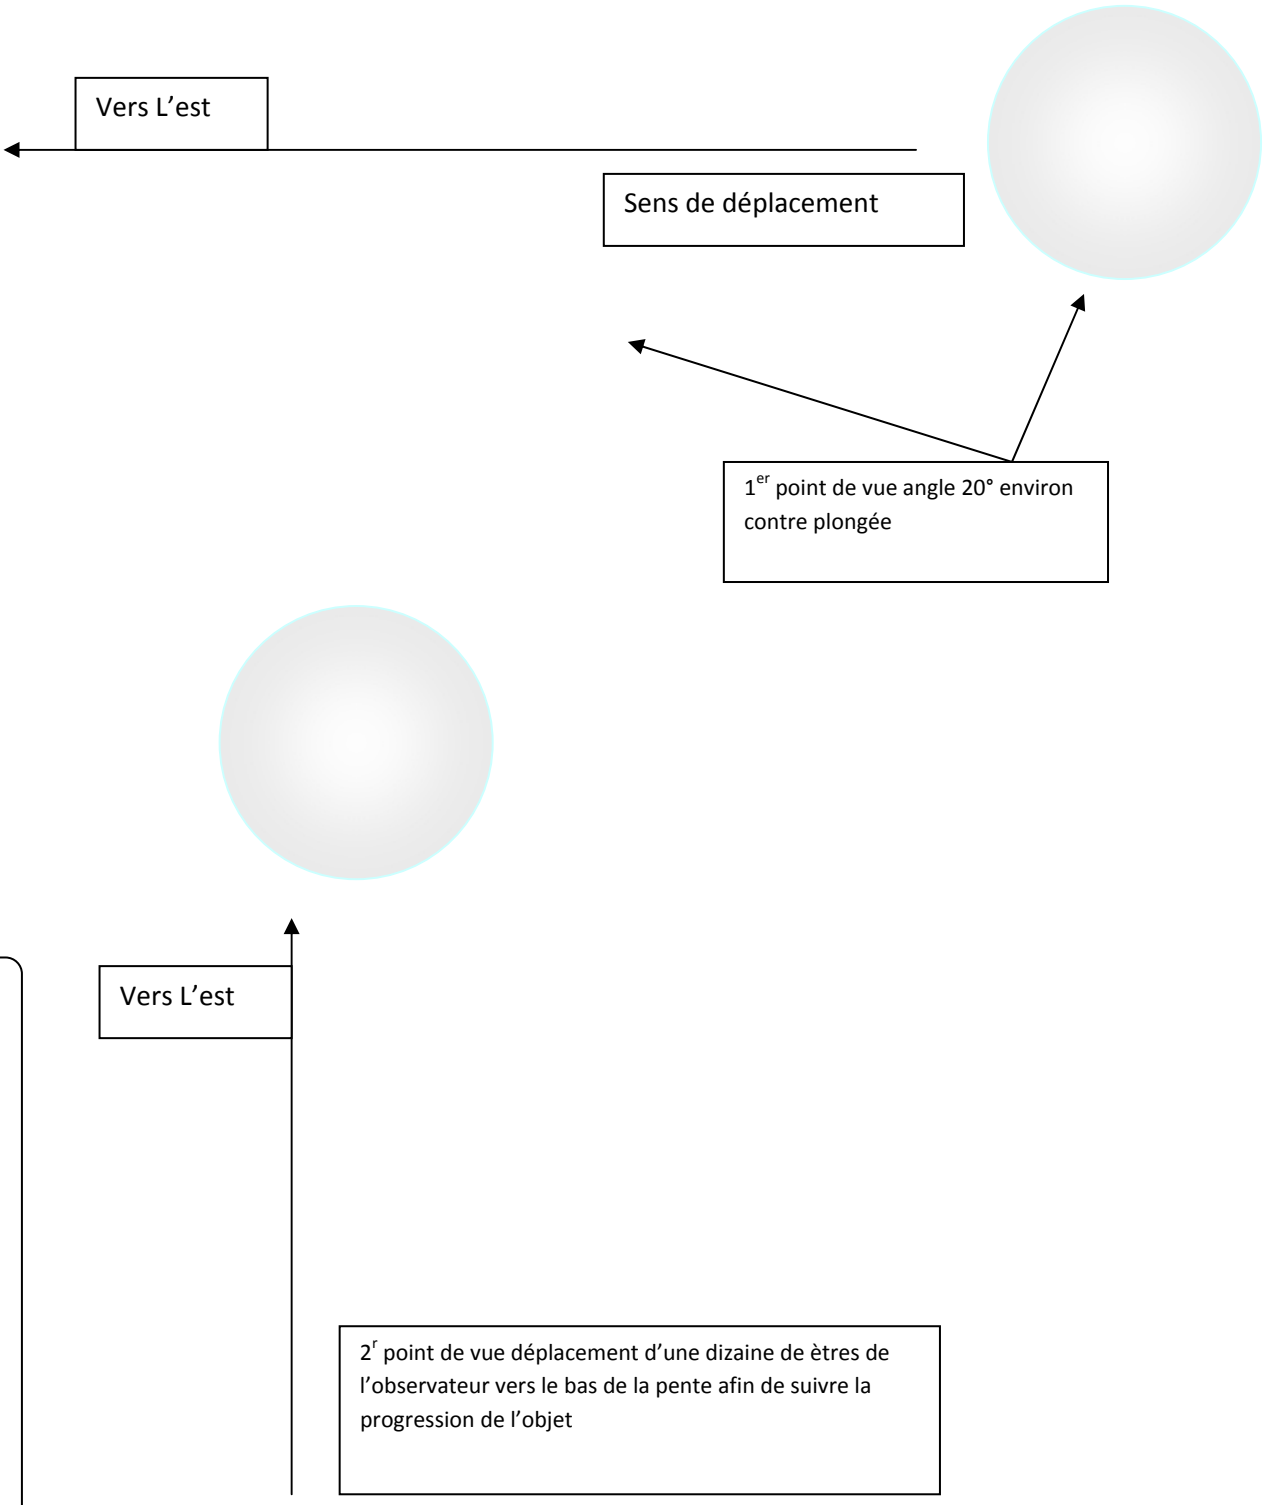 Vers L’est
Sens de déplacement
1er point de vue angle 20° environ
contre plongée
Vers L’est
2r point de vue déplacement d’une dizaine de ètres de
l’observateur vers le bas de la pente afin de suivre la
progression de l’objet